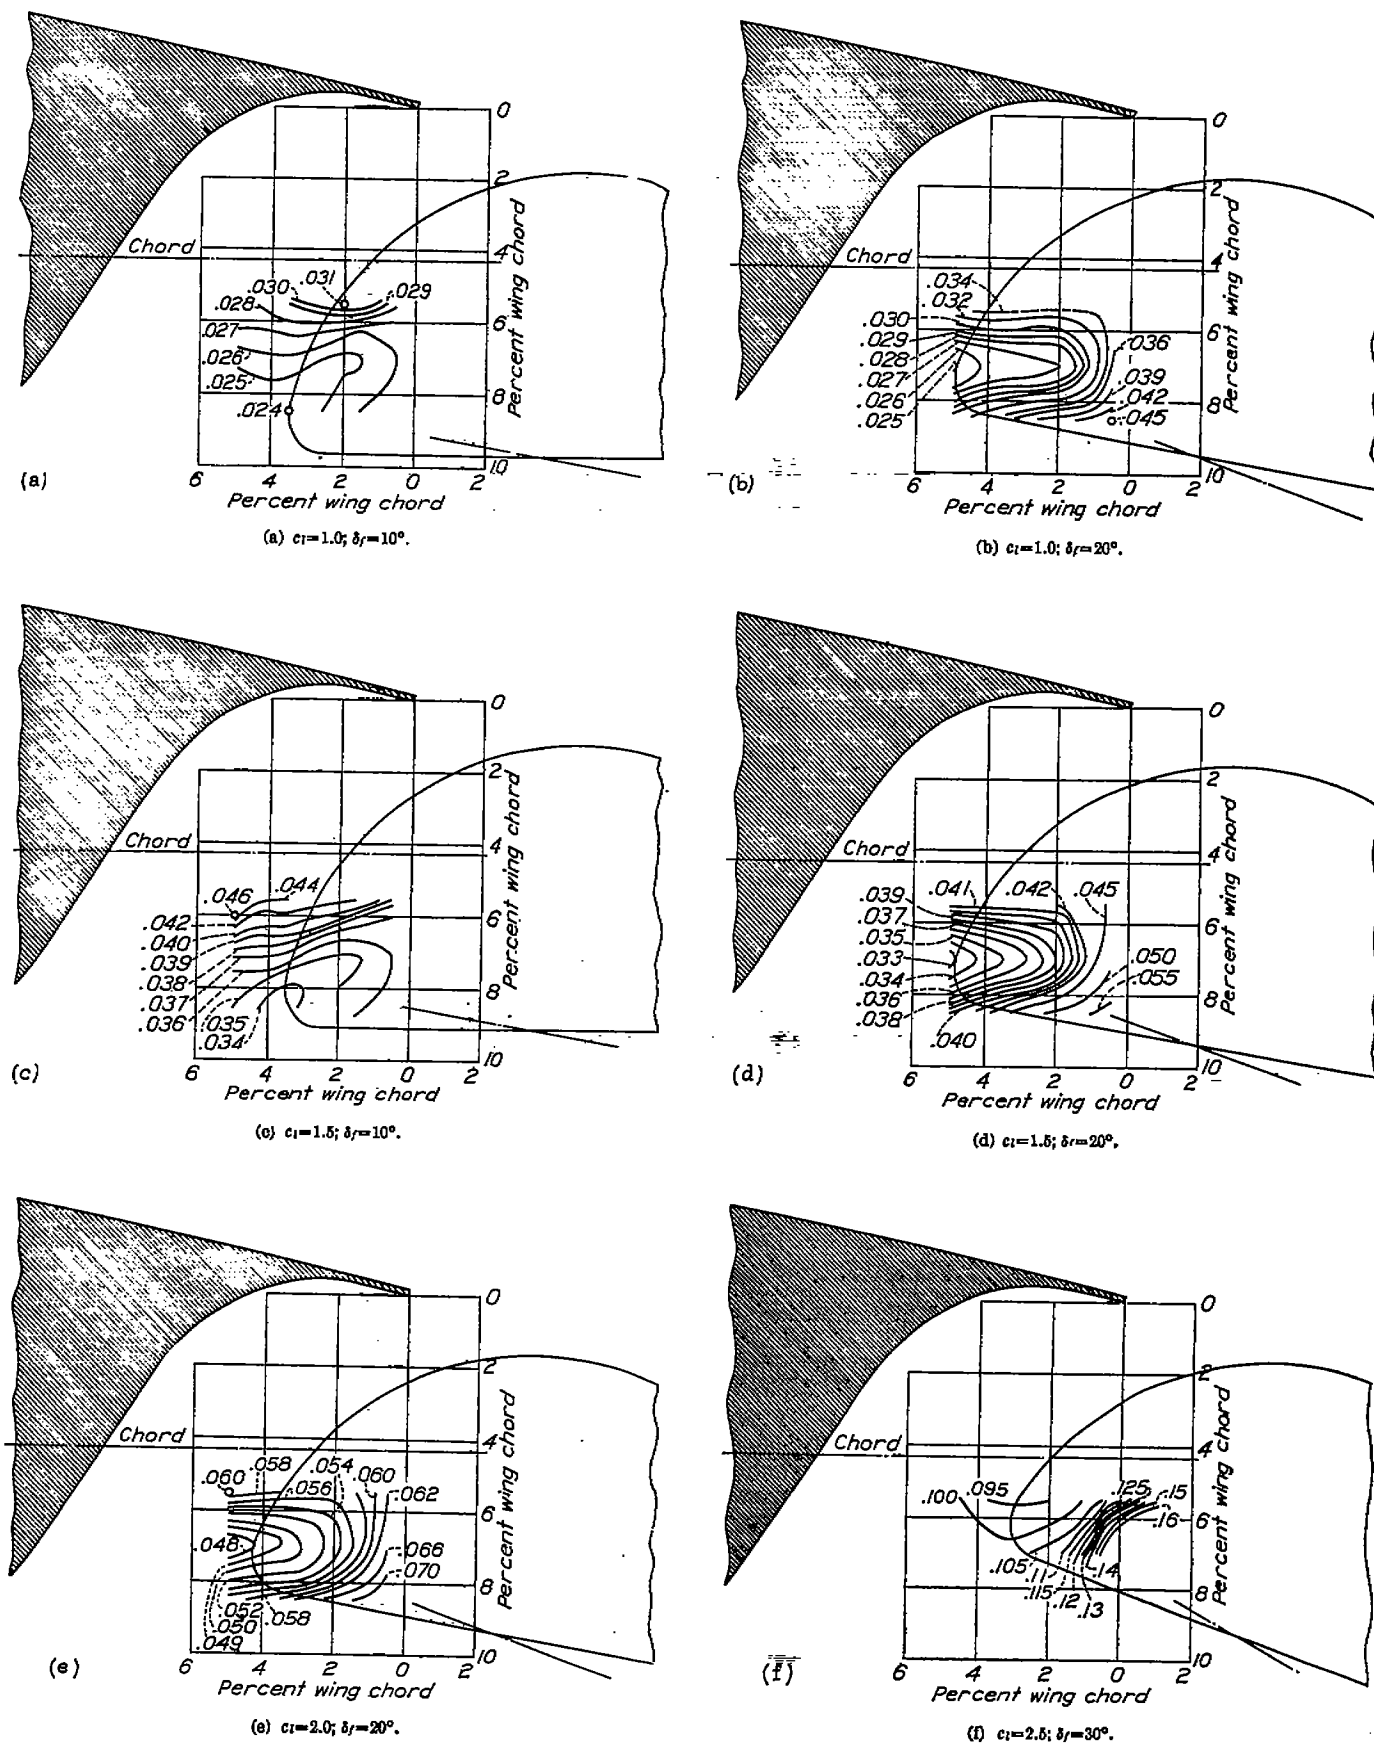 0
2
4
6
8
10
Percent wing chord
Chord
.030
.031
.029
.028
.027
.026
.025
.024
6 4 2 0 2
Percent wing chord
(a)
(a) cl=1.0; δf=10°.
0
2
4
6
8
10
Percent wing chord
Chord
.034
.032
.030
.029
.028
.027
.026
.025
.036
.039
.042
.045
6 4 2 0 2
Percent wing chord
(b)
(b) cl=1.0; δf=20°.
0
2
4
6
8
10
Percent wing chord
Chord
.046
.044
.042
.040
.039
.038
.037
.036
.035
.034
6 4 2 0 2
Percent wing chord
(c)
(c) cl=1.5; δf=10°.
0
2
4
6
8
10
Percent wing chord
Chord
.039
.041
.042
.045
.037
.035
.033
.034
.036
.038
.040
.050
.055
6 4 2 0 2
Percent wing chord
(d)
(d) cl=1.5; δf=20°.
0
2
4
6
8
10
Percent wing chord
Chord
.058
.054
.060
.056
.060
.062
.048
.066
.070
.052
.058
.050
.049
6 4 2 0 2
Percent wing chord
(e)
(e) cl=2.0; δf=20°.
0
2
4
6
8
10
Percent wing chord
Chord
.100
.095
.125
.15
.16
.105
.11
.115
.12
.13
.14
6 4 2 0 2
Percent wing chord
(f)
(f) cl=2.5; δf=30°.